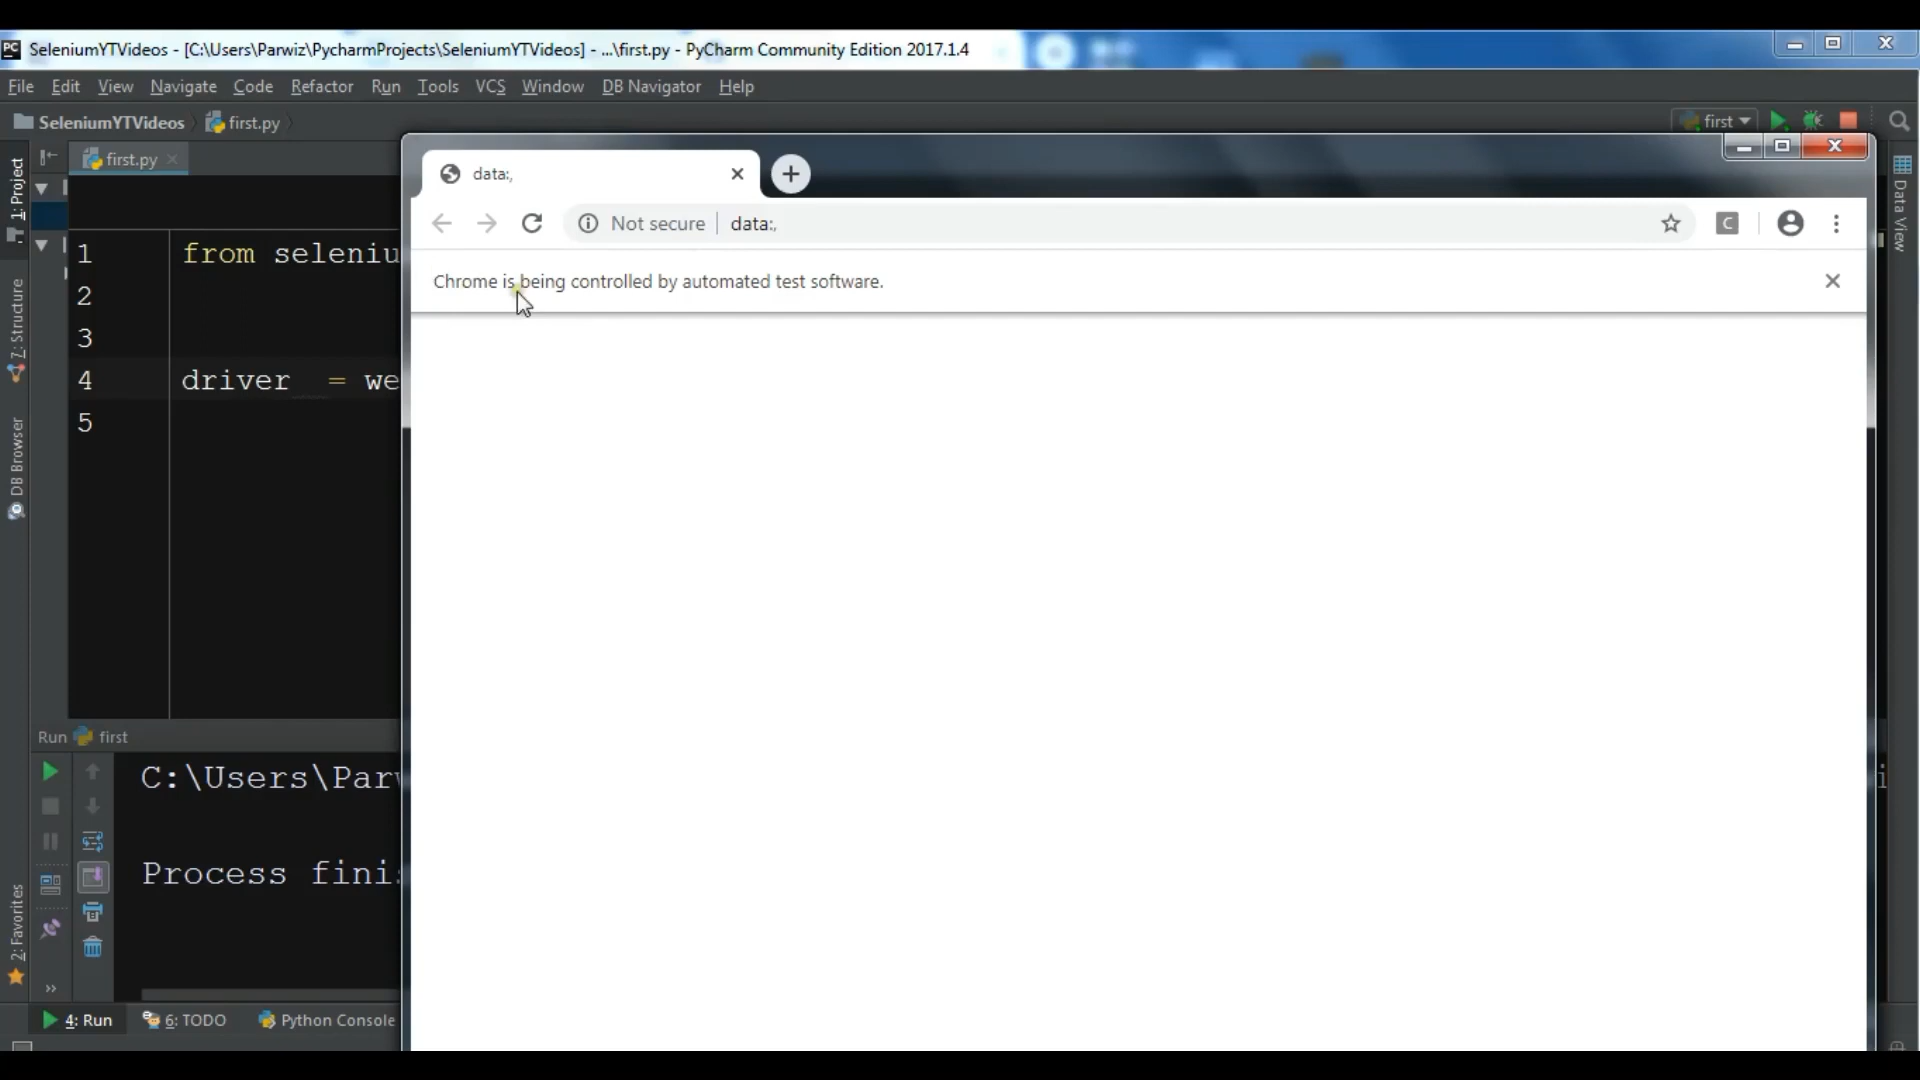 SeleniumYTVideos - [C:\Users\Parwiz\PycharmProjects\SeleniumYTVideos] - ...\first.py - PyCharm Community Edition 2017.1.4
File Edit View Navigate Code Refactor Run Tools VCS Window DB Navigator Help
SeleniumYTVideos first.py first
1: Project
7: Structure
DB Browser
2: Favorites
Data View
first.py
data:,
Not secure data:,
Chrome is being controlled by automated test software.
1 from seleniu
2
3
4 driver = we
5
Run first
C:\Users\Par
Process fini
4: Run 6: TODO Python Console